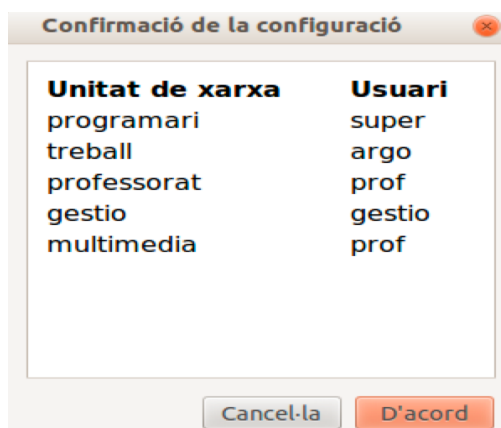 Confirmació de la configuració
Unitat de xarxa Usuari
programari super
treball argo
professorat prof
gestio gestio
multimedia prof
Cancel·la D'acord